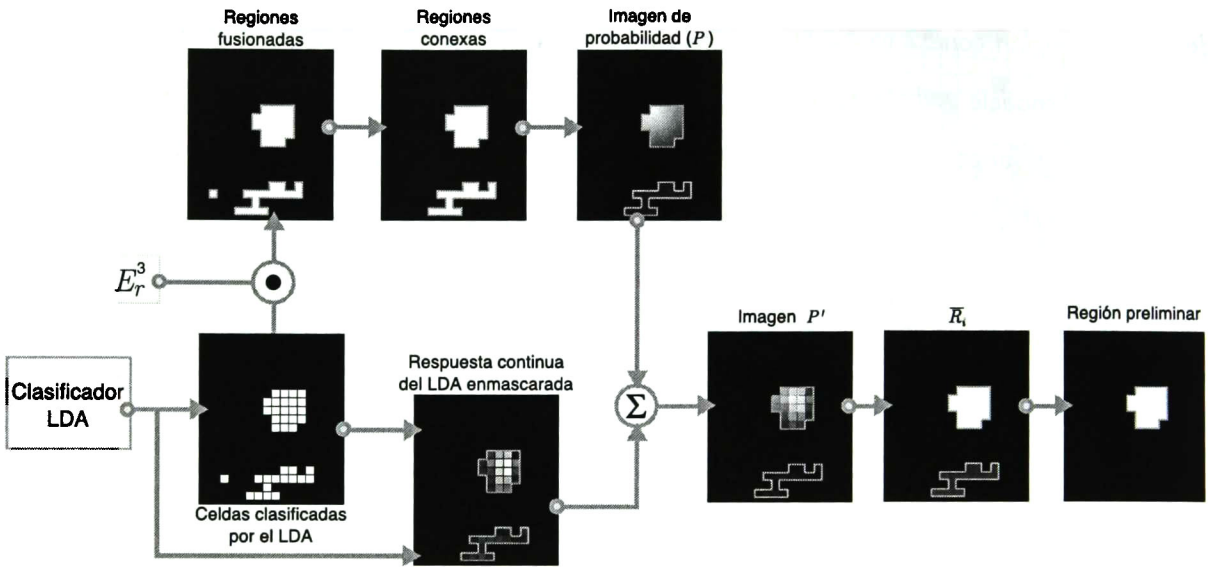 Regiones
fusionadas
Regiones
conexas
Imagen de
probabilidad (P)
E_r^3
Clasificador
LDA
Celdas clasificadas
por el LDA
Respuesta continua
del LDA enmascarada
Σ
Imagen P'
R̅ᵢ
Región preliminar